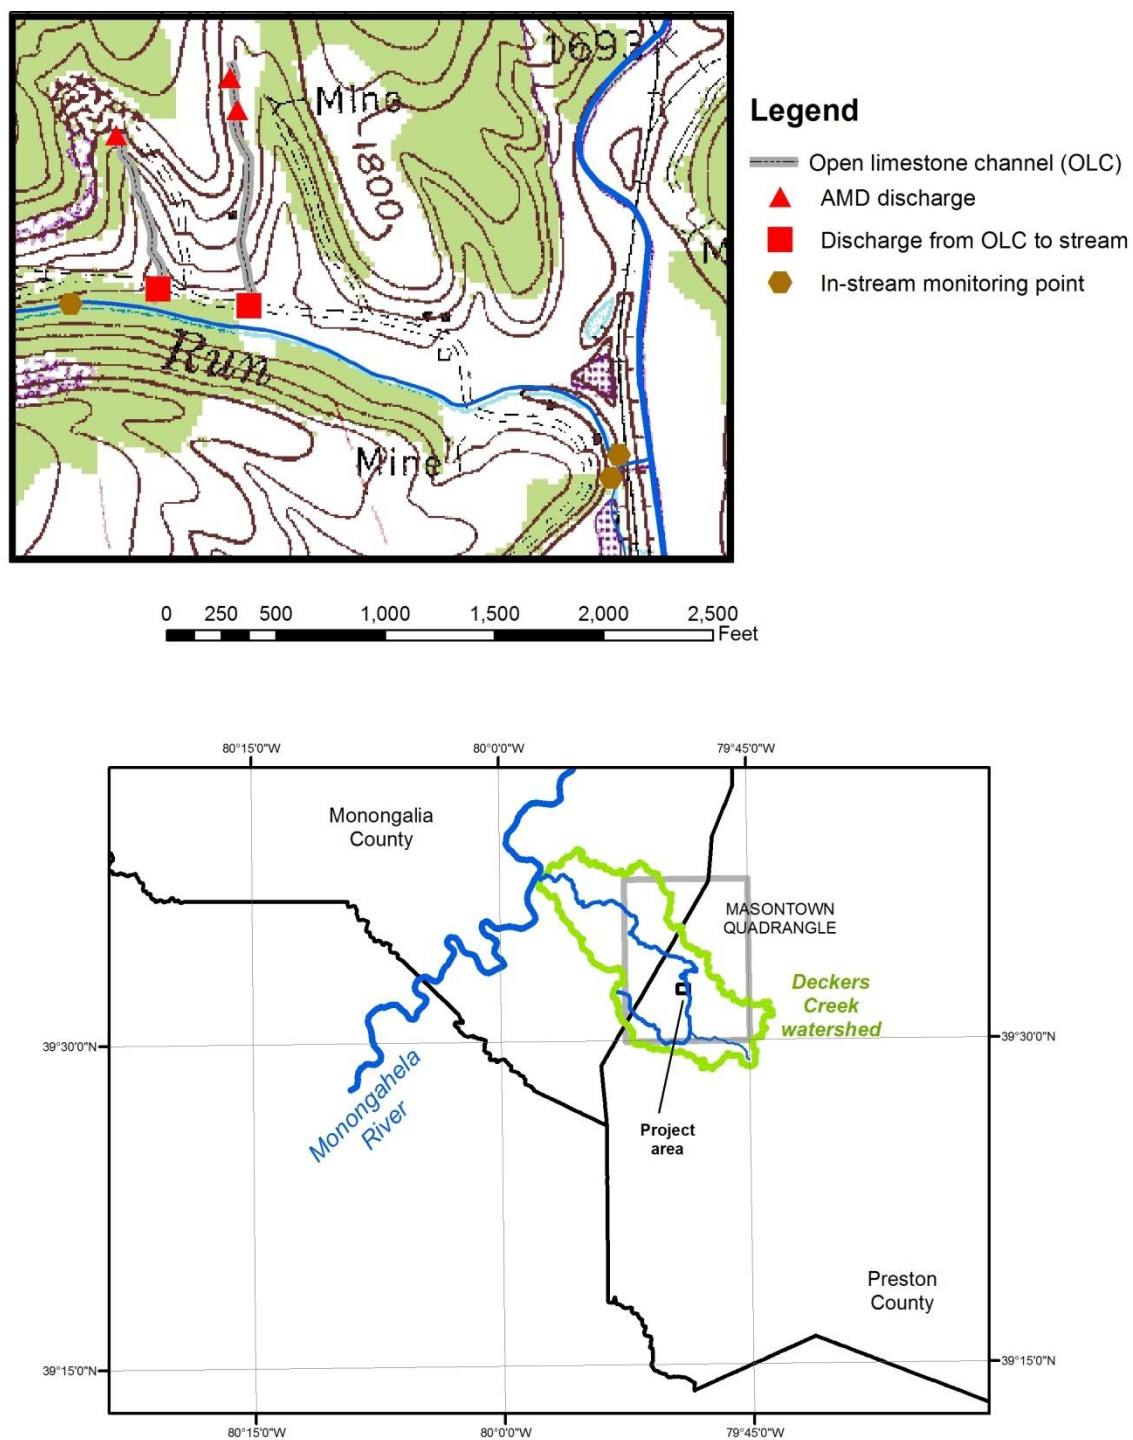 1693
Mine
1800
Run
Mine
M
Legend
Open limestone channel (OLC)
AMD discharge
Discharge from OLC to stream
In-stream monitoring point
0 250 500 1,000 1,500 2,000 2,500
Feet
80°15'0"W 80°0'0"W 79°45'0"W
Monongalia
County
MASONTOWN
QUADRANGLE
Deckers
Creek
watershed
39°30'0"N 39°30'0"N
Monongahela
River
Project
area
Preston
County
39°15'0"N 39°15'0"N
80°15'0"W 80°0'0"W 79°45'0"W